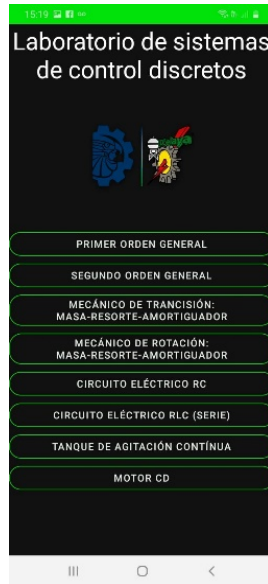 15:19
Laboratorio de sistemas
de control discretos
PRIMER ORDEN GENERAL
SEGUNDO ORDEN GENERAL
MECÁNICO DE TRANCISIÓN:
MASA-RESORTE-AMORTIGUADOR
MECÁNICO DE ROTACIÓN:
MASA-RESORTE-AMORTIGUADOR
CIRCUITO ELÉCTRICO RC
CIRCUITO ELÉCTRICO RLC (SERIE)
TANQUE DE AGITACIÓN CONTÍNUA
MOTOR CD